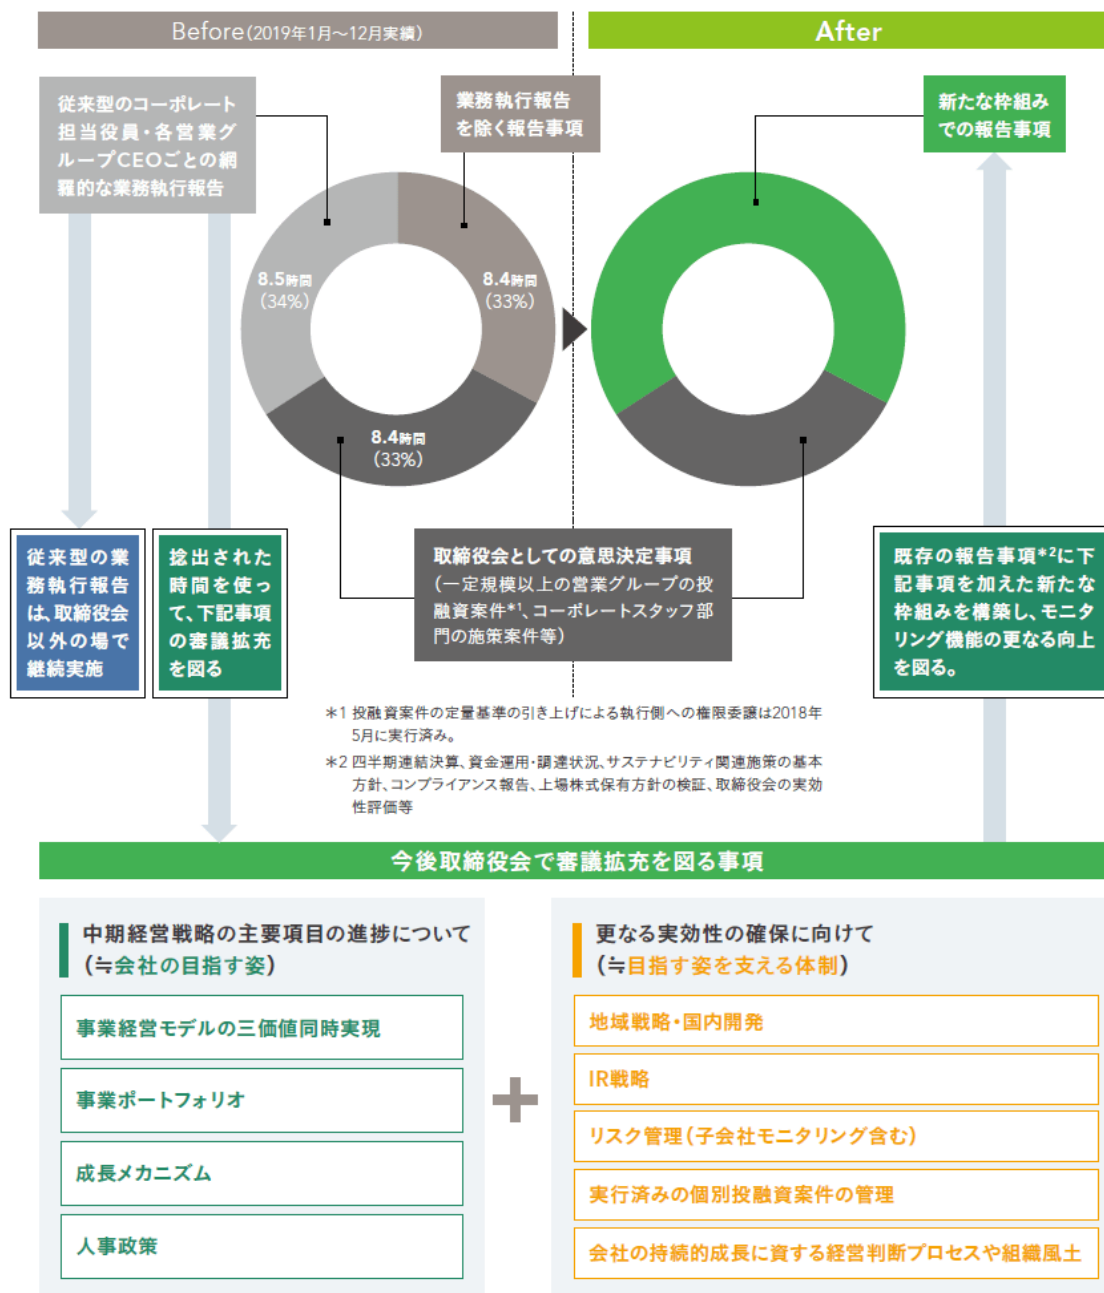 Before(2019年1月～12月実績)
After
従来型のコーポレート
担当役員・各営業グ
ループCEOごとの網
羅的な業務執行報告
業務執行報告
を除く報告事項
新たな枠組み
での報告事項
8.5時間
(34%)
8.4時間
(33%)
8.4時間
(33%)
従来型の業
務執行報告
は、取締役会
以外の場で
継続実施
捻出された
時間を使っ
て、下記事項
の審議拡充
を図る
取締役会としての意思決定事項
(一定規模以上の営業グループの投
融資案件*1、コーポレートスタッフ部
門の施策案件等)
既存の報告事項*2に下
記事項を加えた新たな
枠組みを構築し、モニタ
リング機能の更なる向上
を図る。
*1 投融資案件の定量基準の引き上げによる執行側への権限委譲は2018年
5月に実行済み。
*2 四半期連結決算、資金運用・調達状況、サステナビリティ関連施策の基本
方針、コンプライアンス報告、上場株式保有方針の検証、取締役会の実効
性評価等
今後取締役会で審議拡充を図る事項
中期経営戦略の主要項目の進捗について
(≒会社の目指す姿)
事業経営モデルの三価値同時実現
事業ポートフォリオ
成長メカニズム
人事政策
更なる実効性の確保に向けて
(≒目指す姿を支える体制)
地域戦略・国内開発
IR戦略
リスク管理(子会社モニタリング含む)
実行済みの個別投融資案件の管理
会社の持続的成長に資する経営判断プロセスや組織風土